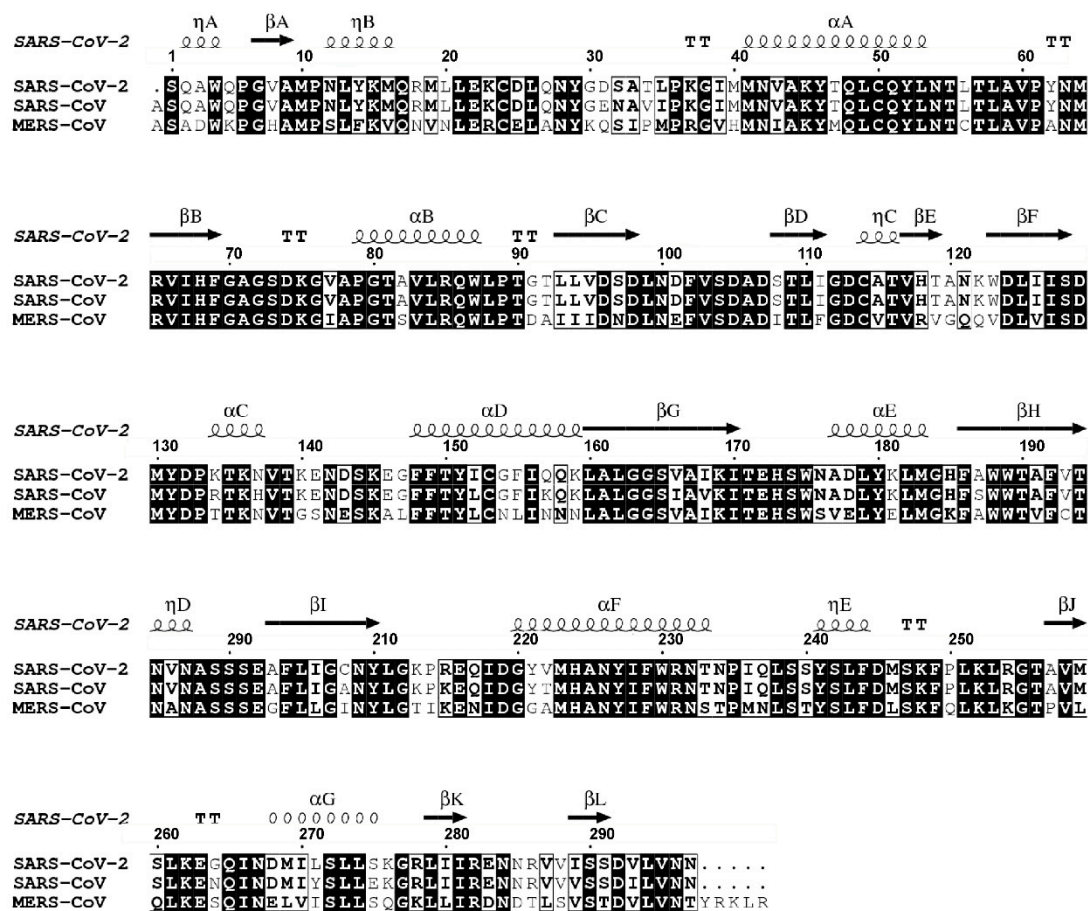 ηA βA ηB αA
SARS-CoV-2 TT TT
1 10 20 30 40 50 60
SARS-CoV-2 .SQAWQPGVAMPNLYKMQRMLLEKCDLQNYGDSATLPKGIMMNVAKYTQLCQYLNTLTLAVPYNM
SARS-CoV ASQAWQPGVAMPNLYKMQRMLLEKCDLQNYGENAVIPKGIMMNVAKYTQLCQYLNTLTLAVPYNM
MERS-CoV ASADWKPGHAMPSLFKVQNVNLERCELANYKQSIPMPRGVHMNIAKYMQLCQYLNTCTLAVPANM
βB αB βC βD ηC βE βF
SARS-CoV-2 TT TT
70 80 90 100 110 120
SARS-CoV-2 RVIHFGAGSDKGVAPGTAVLRQWLPTGTLLVDSDLNDFVSDADSTLIGDCATVHTANKWDLIISD
SARS-CoV RVIHFGAGSDKGVAPGTAVLRQWLPTGTLLVDSDLNDFVSDADSTLIGDCATVHTANKWDLIISD
MERS-CoV RVIHFGAGSDKGIAPGTSVLRQWLPTDAIIIDNDLNEFVSDADITLFGDCVTVRVGQQVDLVISD
αC αD βG αE βH
SARS-CoV-2
130 140 150 160 170 180 190
SARS-CoV-2 MYDPKTKNVTKENDSKEGFFTYICGFIQQKLALGGSVAIKITEHSWNADLYKLMGHFAWWTAFVT
SARS-CoV MYDPRTKHVTKENDSKEGFFTYLCGFIKQKLALGGSIAVKITEHSWNADLYKLMGHFSWWTAFVT
MERS-CoV MYDPTTKNVTGSNESKALFFTYLCNLINNNLALGGSVAIKITEHSWSVELYELMGKFAWWTVFCT
ηD βI αF ηE βJ
SARS-CoV-2 TT
290 210 220 230 240 250
SARS-CoV-2 NVNASSSEAFLIGCNYLGKPREQIDGYVMHANYIFWRNTNPIQLSSYSLFDMSKFPLKLRGTAVM
SARS-CoV NVNASSSEAFLIGANYLGKPKEQIDGYTMHANYIFWRNTNPIQLSSYSLFDMSKFPLKLRGTAVM
MERS-CoV NANASSSEGFLLGINYLGTIKENIDGGAMHANYIFWRNSTPMNLSTYSLFDLSKFQLKLKGTPVL
αG βK βL
SARS-CoV-2 TT
260 270 280 290
SARS-CoV-2 SLKEGQINDMILSLLSKGRLIIRENNRVVISSDVLVNN.....
SARS-CoV SLKENQINDMIYSLLEKGRLIIRENNRVVVSSDILVNN.....
MERS-CoV QLKESQINELVISLLSQGKLLIRDNDTLSVSTDVLVNTYRKLR